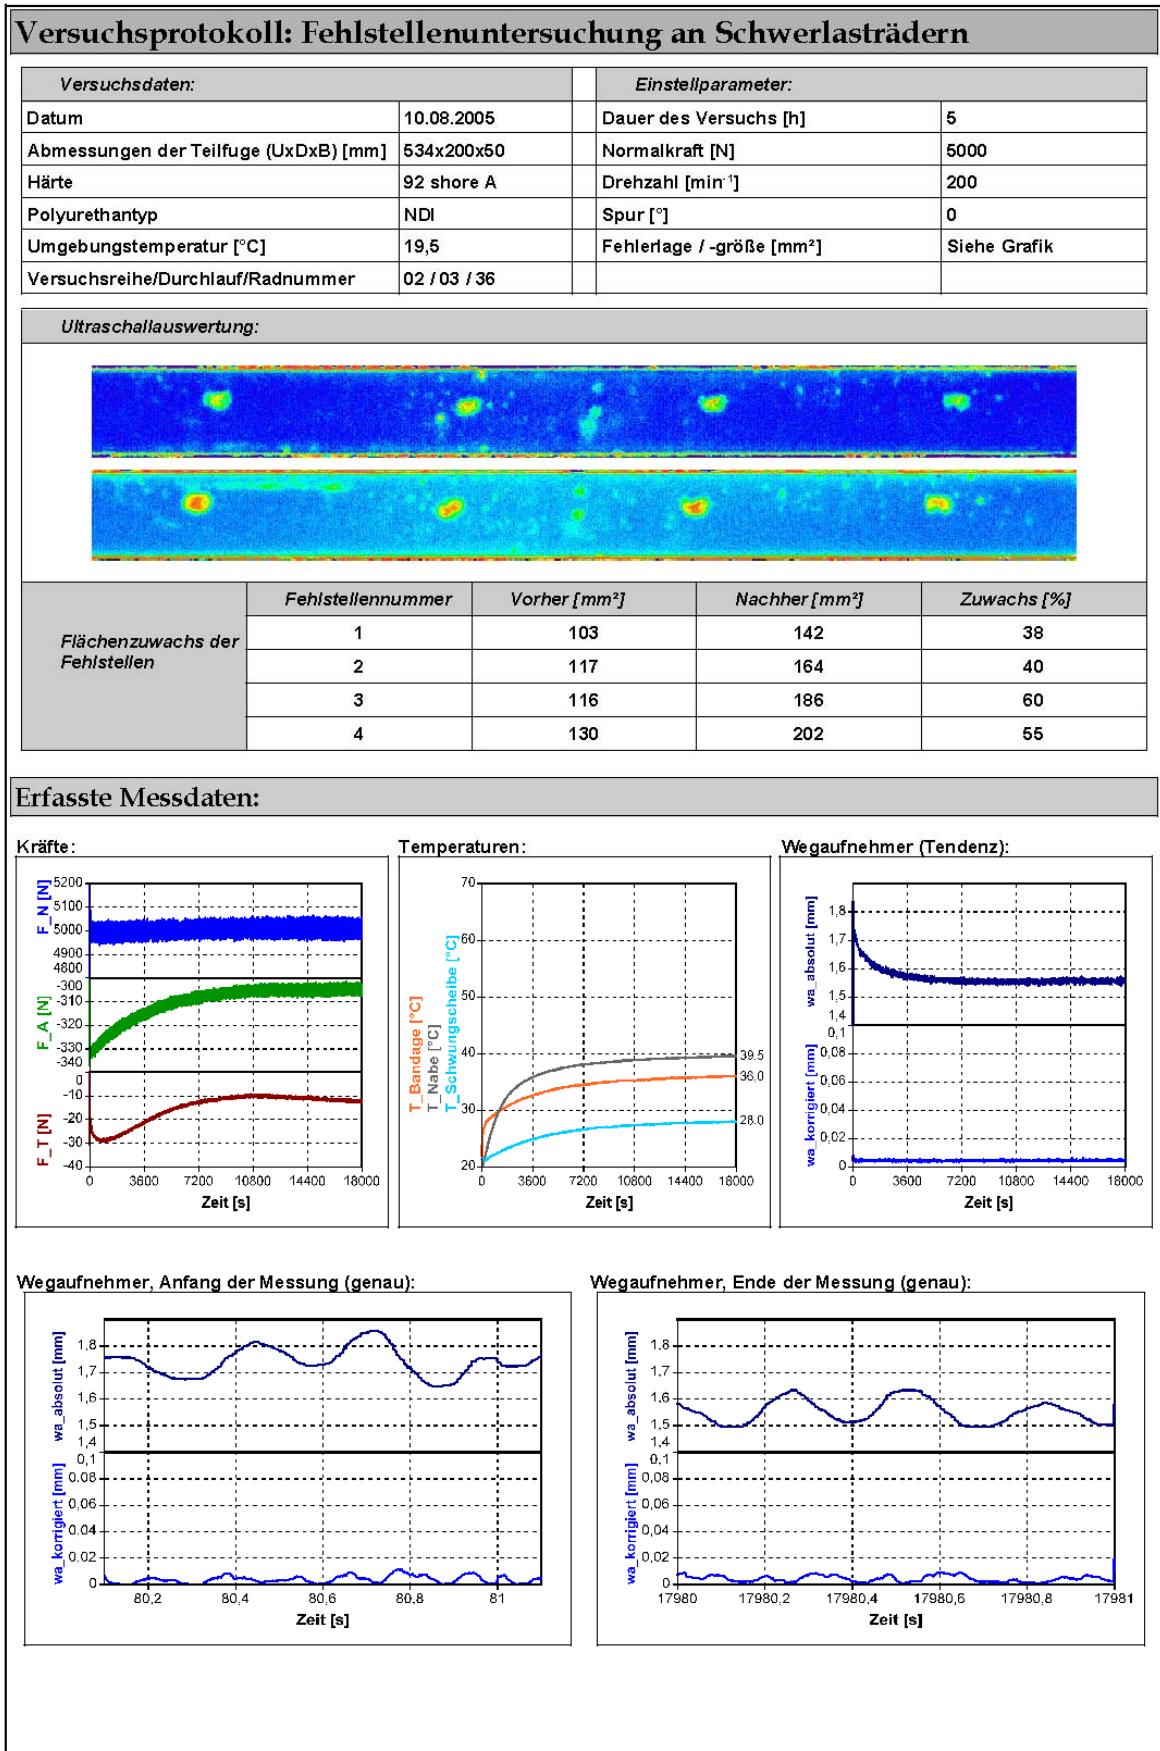 Versuchsprotokoll: Fehlstellenuntersuchung an Schwerlasträdern
Versuchsdaten: Einstellparameter:
Datum 10.08.2005 Dauer des Versuchs [h] 5
Abmessungen der Teilfuge (UxDxB) [mm] 534x200x50 Normalkraft [N] 5000
Härte 92 shore A Drehzahl [min⁻¹] 200
Polyurethantyp NDI Spur [°] 0
Umgebungstemperatur [°C] 19,5 Fehlerlage / -größe [mm²] Siehe Grafik
Versuchsreihe/Durchlauf/Radnummer 02 / 03 / 36
Ultraschallauswertung:
Fehlstellennummer Vorher [mm²] Nachher [mm²] Zuwachs [%]
Flächenzuwachs der
Fehlstellen
1 103 142 38
2 117 164 40
3 116 186 60
4 130 202 55
Erfasste Messdaten:
Kräfte:
F_N [N]
5200
5100
5000
4900
4800
F_A [N]
-300
-310
-320
-330
-340
F_T [N]
0
-10
-20
-30
-40
0 3600 7200 10800 14400 18000
Zeit [s]
Temperaturen:
T_Bandage [°C]
T_Nabe [°C]
T_Schwungscheibe [°C]
70
60
50
40
30
20
39.5
36.0
28.0
0 3600 7200 10800 14400 18000
Zeit [s]
Wegaufnehmer (Tendenz):
wa_absolut [mm]
1,8
1,7
1,6
1,5
1,4
wa_korrigiert [mm]
0,1
0,08
0,06
0,04
0,02
0
0 3600 7200 10800 14400 18000
Zeit [s]
Wegaufnehmer, Anfang der Messung (genau):
wa_absolut [mm]
1,8
1,7
1,6
1,5
1,4
wa_korrigiert [mm]
0,1
0.08
0,06
0.04
0.02
0
80,2 80,4 80,6 80,8 81
Zeit [s]
Wegaufnehmer, Ende der Messung (genau):
wa_absolut [mm]
1.8
1,7
1,6
1,5
1,4
wa_korrigiert [mm]
0.1
0,08
0,06
0,04
0.02
0
17980 17980,2 17980,4 17980,6 17980,8 17981
Zeit [s]